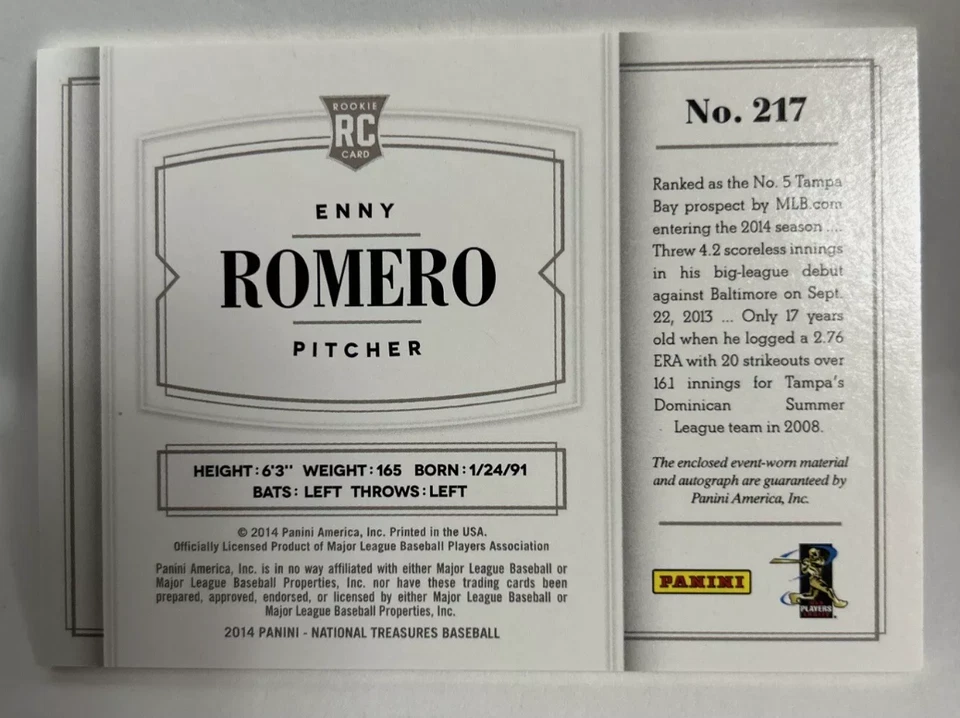 ROOKIE
RC
CARD
ENNY
ROMERO
PITCHER
HEIGHT: 6'3" WEIGHT: 165 BORN: 1/24/91
BATS: LEFT THROWS: LEFT
© 2014 Panini America, Inc. Printed in the USA.
Officially Licensed Product of Major League Baseball Players Association
Panini America, Inc. is in no way affiliated with either Major League Baseball or
Major League Baseball Properties, Inc. nor have these trading cards been
prepared, approved, endorsed, or licensed by either Major League Baseball or
Major League Baseball Properties, Inc.
2014 PANINI - NATIONAL TREASURES BASEBALL
No. 217
Ranked as the No. 5 Tampa
Bay prospect by MLB.com
entering the 2014 season ....
Threw 4.2 scoreless innings
in his big-league debut
against Baltimore on Sept.
22, 2013 ... Only 17 years
old when he logged a 2.76
ERA with 20 strikeouts over
16.1 innings for Tampa's
Dominican Summer
League team in 2008.
The enclosed event-worn material
and autograph are guaranteed by
Panini America, Inc.
PANINI
PLAYERS